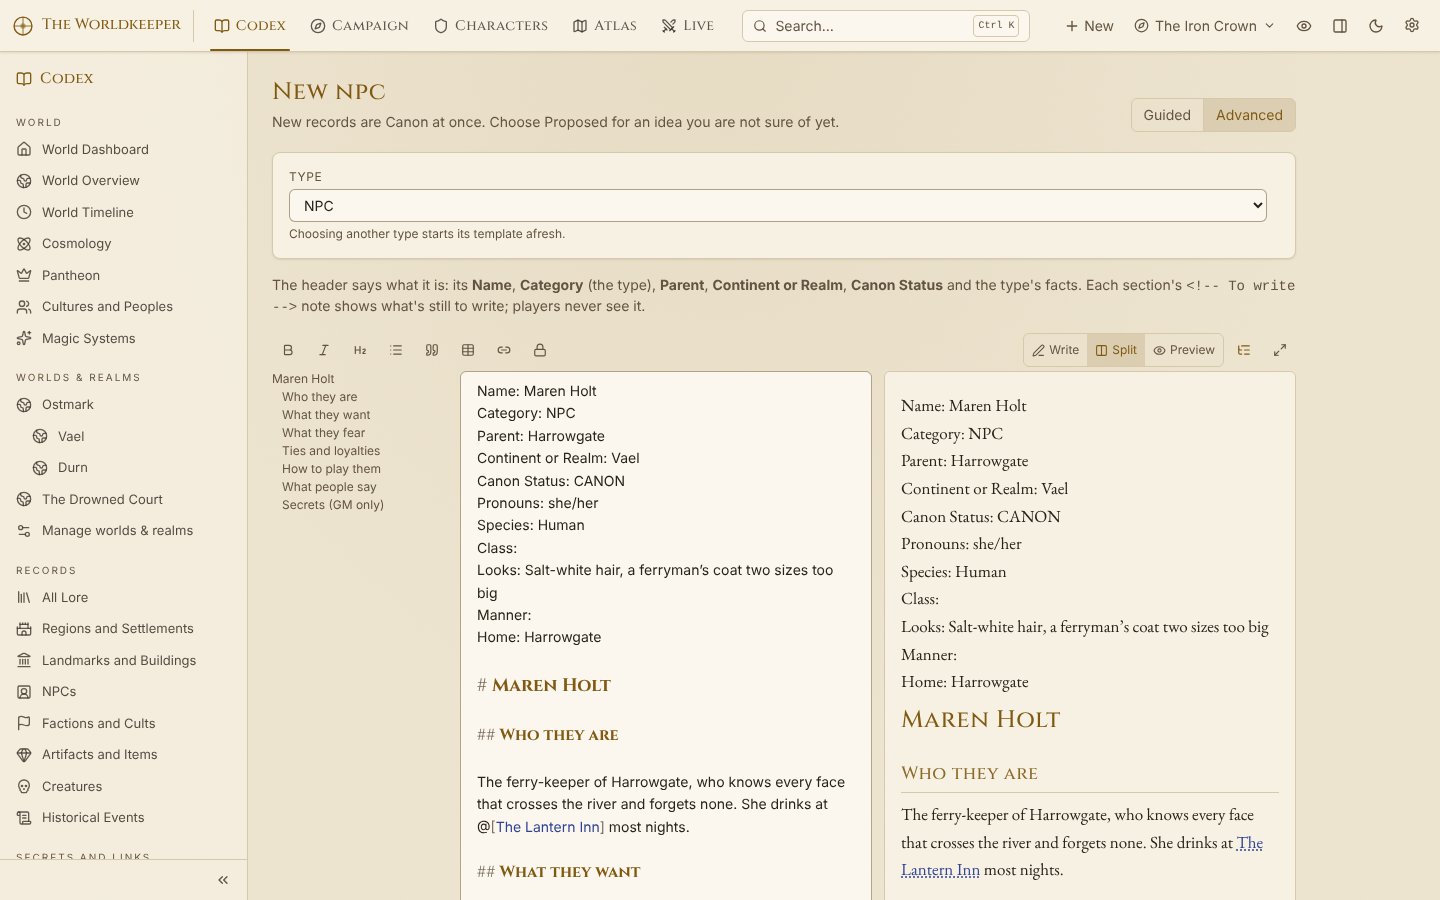 The Worldkeeper
Codex
Campaign
Characters
Atlas
Live
Search...
Ctrl K
New
The Iron Crown
Codex
WORLD
World Dashboard
World Overview
World Timeline
Cosmology
Pantheon
Cultures and Peoples
Magic Systems
WORLDS & REALMS
Ostmark
Vael
Durn
The Drowned Court
Manage worlds & realms
RECORDS
All Lore
Regions and Settlements
Landmarks and Buildings
NPCs
Factions and Cults
Artifacts and Items
Creatures
Historical Events
SECRETS AND LINKS
New npc
New records are Canon at once. Choose Proposed for an idea you are not sure of yet.
Guided
Advanced
TYPE
NPC
Choosing another type starts its template afresh.
The header says what it is: its Name, Category (the type), Parent, Continent or Realm, Canon Status and the type's facts. Each section's <!-- To write
--> note shows what's still to write; players never see it.
B
I
H2
Write
Split
Preview
Maren Holt
Who they are
What they want
What they fear
Ties and loyalties
How to play them
What people say
Secrets (GM only)
Name: Maren Holt
Category: NPC
Parent: Harrowgate
Continent or Realm: Vael
Canon Status: CANON
Pronouns: she/her
Species: Human
Class:
Looks: Salt-white hair, a ferryman’s coat two sizes too
big
Manner:
Home: Harrowgate
# Maren Holt
## Who they are
The ferry-keeper of Harrowgate, who knows every face
that crosses the river and forgets none. She drinks at
@[The Lantern Inn] most nights.
## What they want
Name: Maren Holt
Category: NPC
Parent: Harrowgate
Continent or Realm: Vael
Canon Status: CANON
Pronouns: she/her
Species: Human
Class:
Looks: Salt-white hair, a ferryman’s coat two sizes too big
Manner:
Home: Harrowgate
Maren Holt
Who they are
The ferry-keeper of Harrowgate, who knows every face
that crosses the river and forgets none. She drinks at The
Lantern Inn most nights.